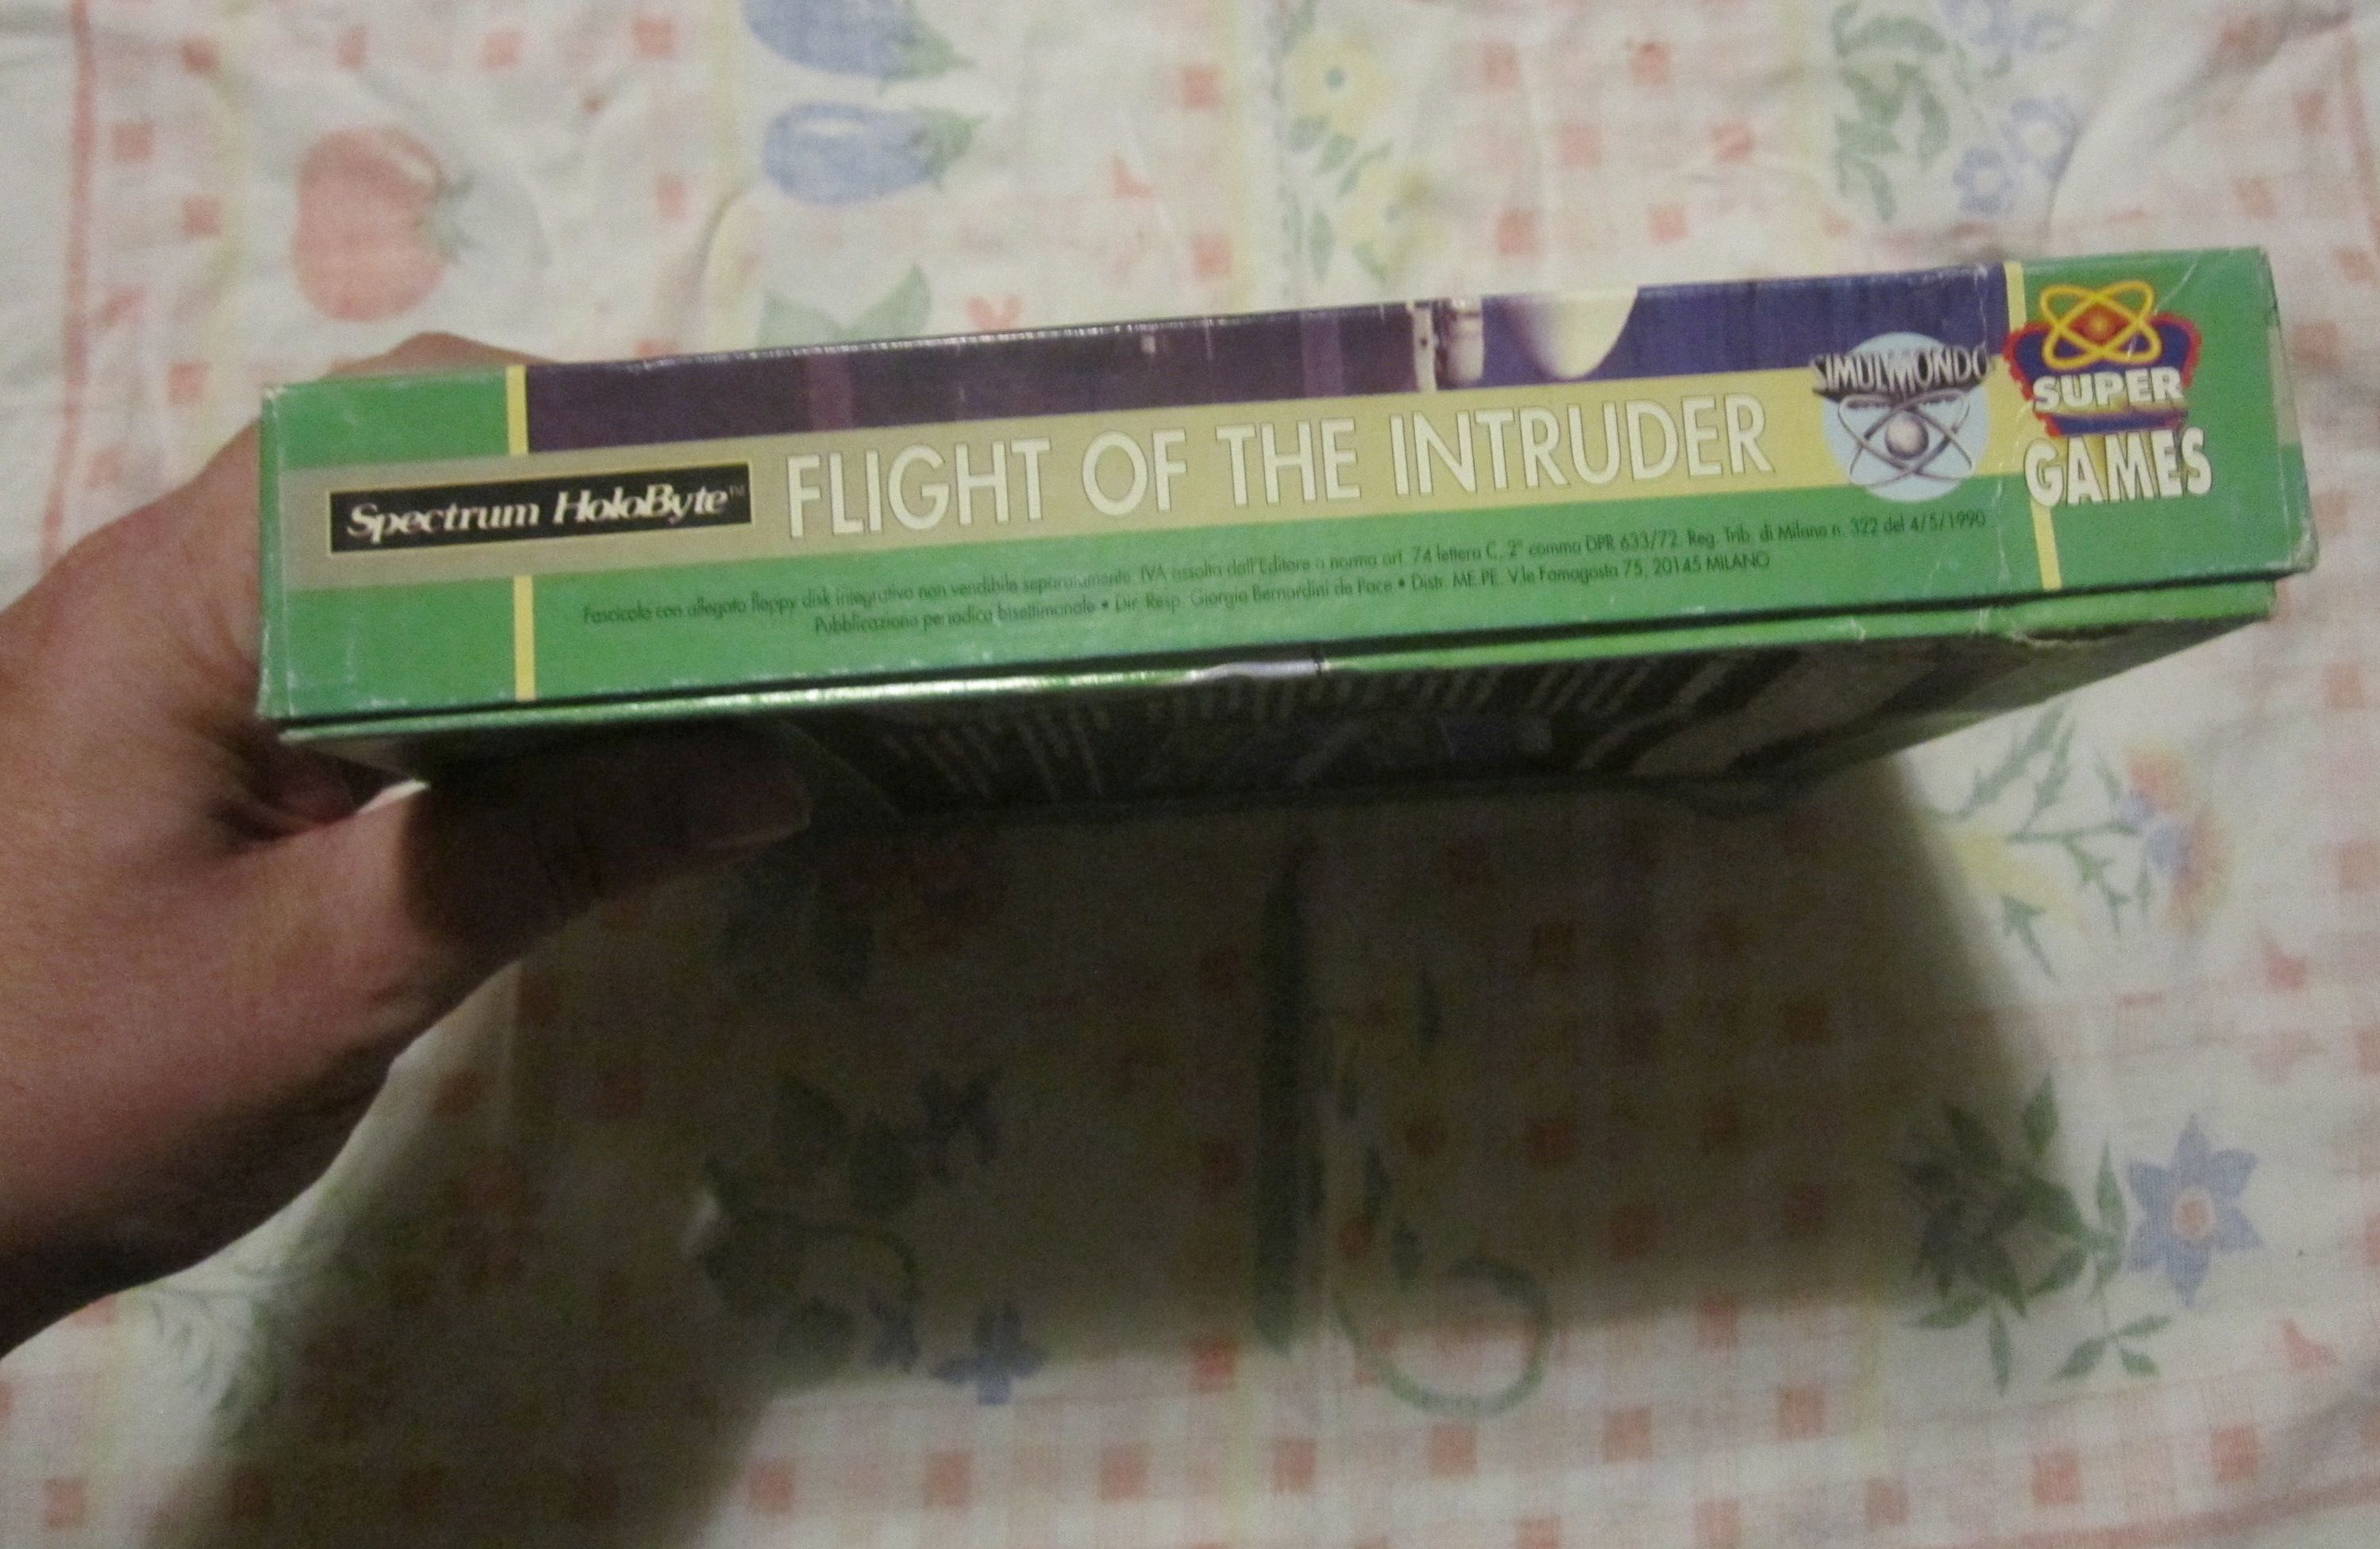 Spectrum HoloByte™
FLIGHT OF THE INTRUDER
SIMULMONDO
SUPER
GAMES
Fascicolo con allegato floppy disk integrativo non vendibile separatamente. IVA assolta dall'Editore a norma art. 74 lettera C, 2° comma DPR 633/72. Reg. Trib. di Milano n. 322 del 4/5/1990
Pubblicazione periodica bisettimanale • Dir. Resp. Giorgio Bernardini de Pace • Distr. ME.PE. V.le Famagosta 75, 20145 MILANO